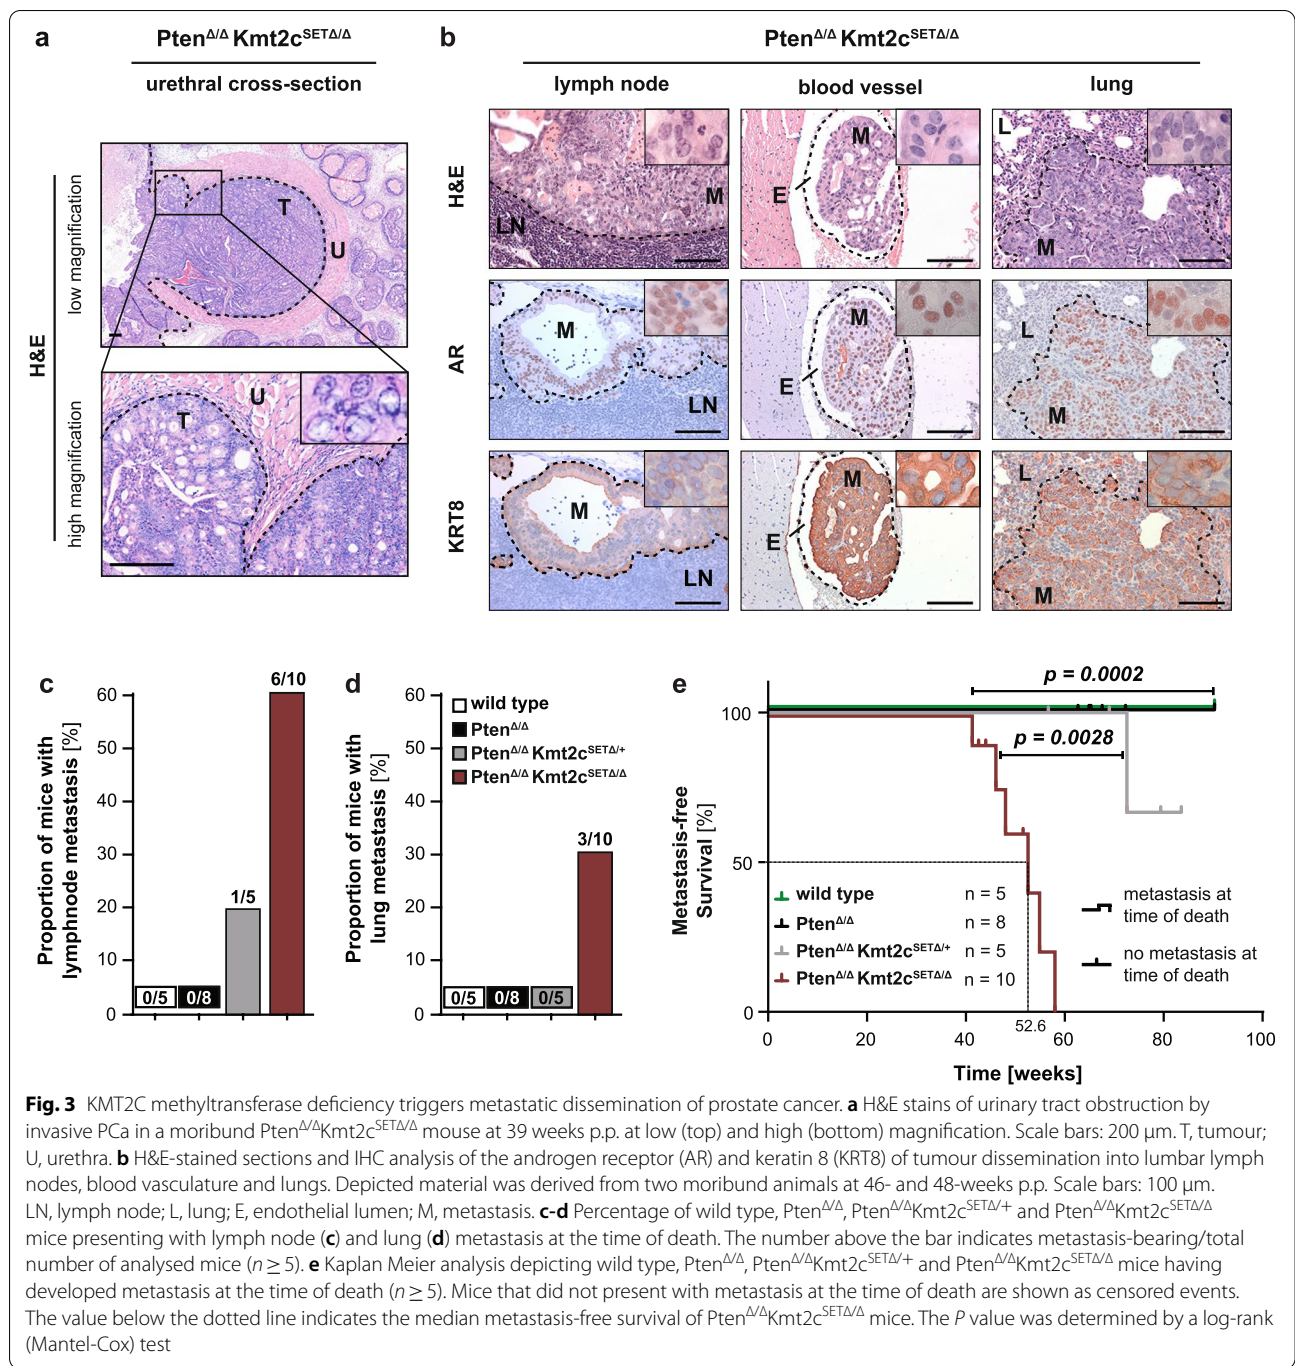 a
Pten^Δ/Δ Kmt2c^SETΔ/Δ
urethral cross-section
H&E
low magnification
T
U
high magnification
T
U
b
Pten^Δ/Δ Kmt2c^SETΔ/Δ
lymph node
blood vessel
lung
H&E
LN
M
E
M
L
M
AR
M
LN
E
M
L
M
KRT8
M
LN
E
M
L
M
c
Proportion of mice with
lymphnode metastasis [%]
60
50
40
30
20
10
0
0/5
0/8
1/5
6/10
d
Proportion of mice with
lung metastasis [%]
60
50
40
30
20
10
0
wild type
Pten^Δ/Δ
Pten^Δ/Δ Kmt2c^SETΔ/+
Pten^Δ/Δ Kmt2c^SETΔ/Δ
0/5
0/8
0/5
3/10
e
Metastasis-free
Survival [%]
100
50
0
p = 0.0002
p = 0.0028
wild type n = 5
Pten^Δ/Δ n = 8
Pten^Δ/Δ Kmt2c^SETΔ/+ n = 5
Pten^Δ/Δ Kmt2c^SETΔ/Δ n = 10
metastasis at
time of death
no metastasis at
time of death
52.6
0 20 40 60 80 100
Time [weeks]
Fig. 3 KMT2C methyltransferase deficiency triggers metastatic dissemination of prostate cancer. a H&E stains of urinary tract obstruction by
invasive PCa in a moribund Pten^Δ/ΔKmt2c^SETΔ/Δ mouse at 39 weeks p.p. at low (top) and high (bottom) magnification. Scale bars: 200 µm. T, tumour;
U, urethra. b H&E-stained sections and IHC analysis of the androgen receptor (AR) and keratin 8 (KRT8) of tumour dissemination into lumbar lymph
nodes, blood vasculature and lungs. Depicted material was derived from two moribund animals at 46- and 48-weeks p.p. Scale bars: 100 µm.
LN, lymph node; L, lung; E, endothelial lumen; M, metastasis. c-d Percentage of wild type, Pten^Δ/Δ, Pten^Δ/ΔKmt2c^SETΔ/+ and Pten^Δ/ΔKmt2c^SETΔ/Δ
mice presenting with lymph node (c) and lung (d) metastasis at the time of death. The number above the bar indicates metastasis-bearing/total
number of analysed mice (n ≥ 5). e Kaplan Meier analysis depicting wild type, Pten^Δ/Δ, Pten^Δ/ΔKmt2c^SETΔ/+ and Pten^Δ/ΔKmt2c^SETΔ/Δ mice having
developed metastasis at the time of death (n ≥ 5). Mice that did not present with metastasis at the time of death are shown as censored events.
The value below the dotted line indicates the median metastasis-free survival of Pten^Δ/ΔKmt2c^SETΔ/Δ mice. The P value was determined by a log-rank
(Mantel-Cox) test